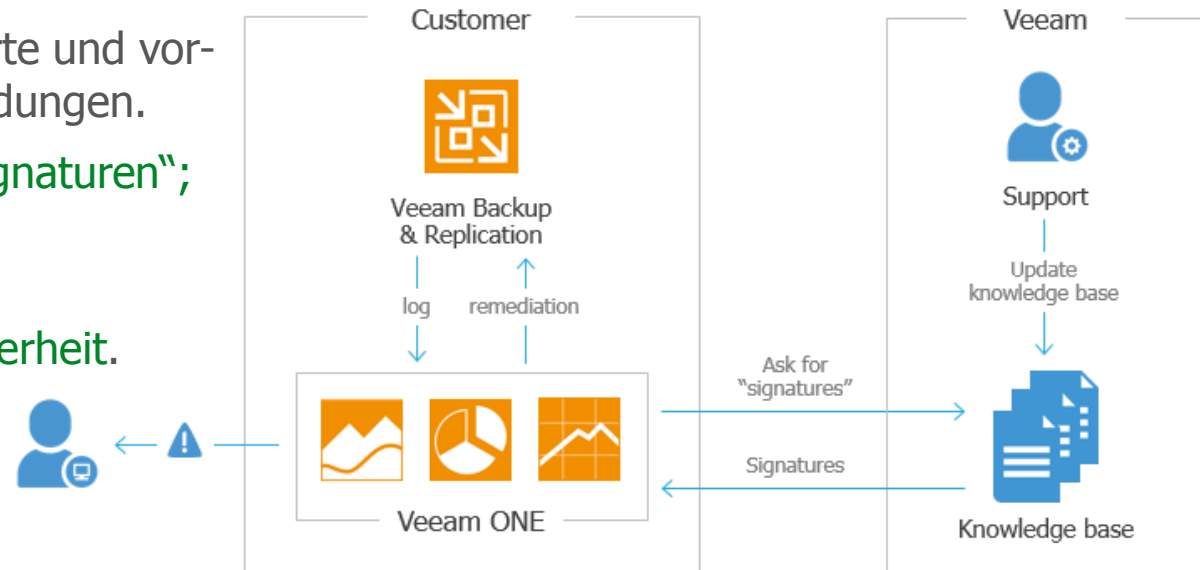 rte und vor-
dungen.
gnaturen“;
erheit.
Customer
Veeam Backup
& Replication
log
remediation
Veeam ONE
Ask for
“signatures”
Signatures
Veeam
Support
Update
knowledge base
Knowledge base